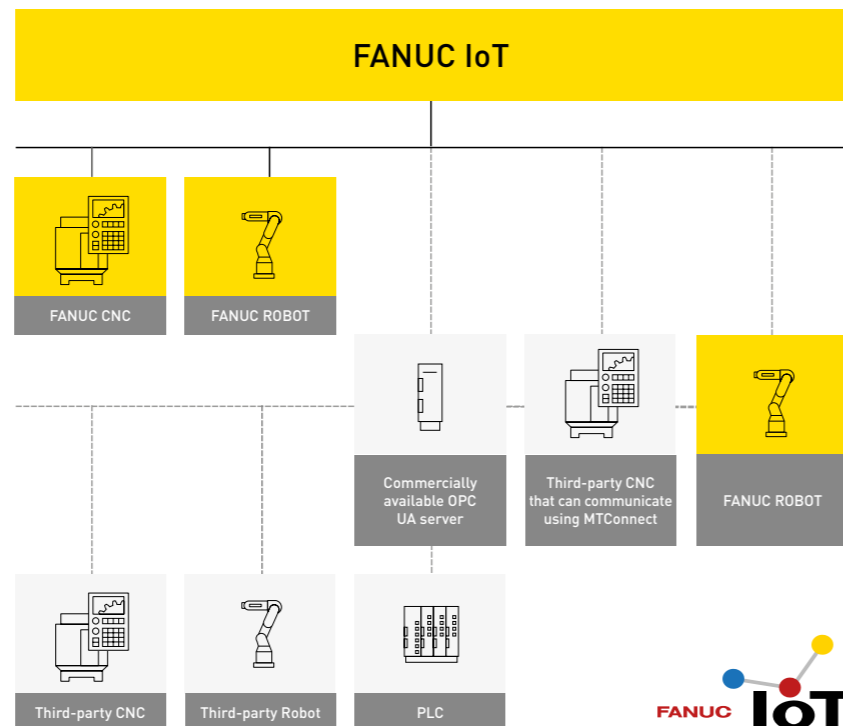 FANUC IoT
FANUC CNC
FANUC ROBOT
Commercially
available OPC
UA server
Third-party CNC
that can communicate
using MTConnect
FANUC ROBOT
Third-party CNC
Third-party Robot
PLC
FANUC IoT